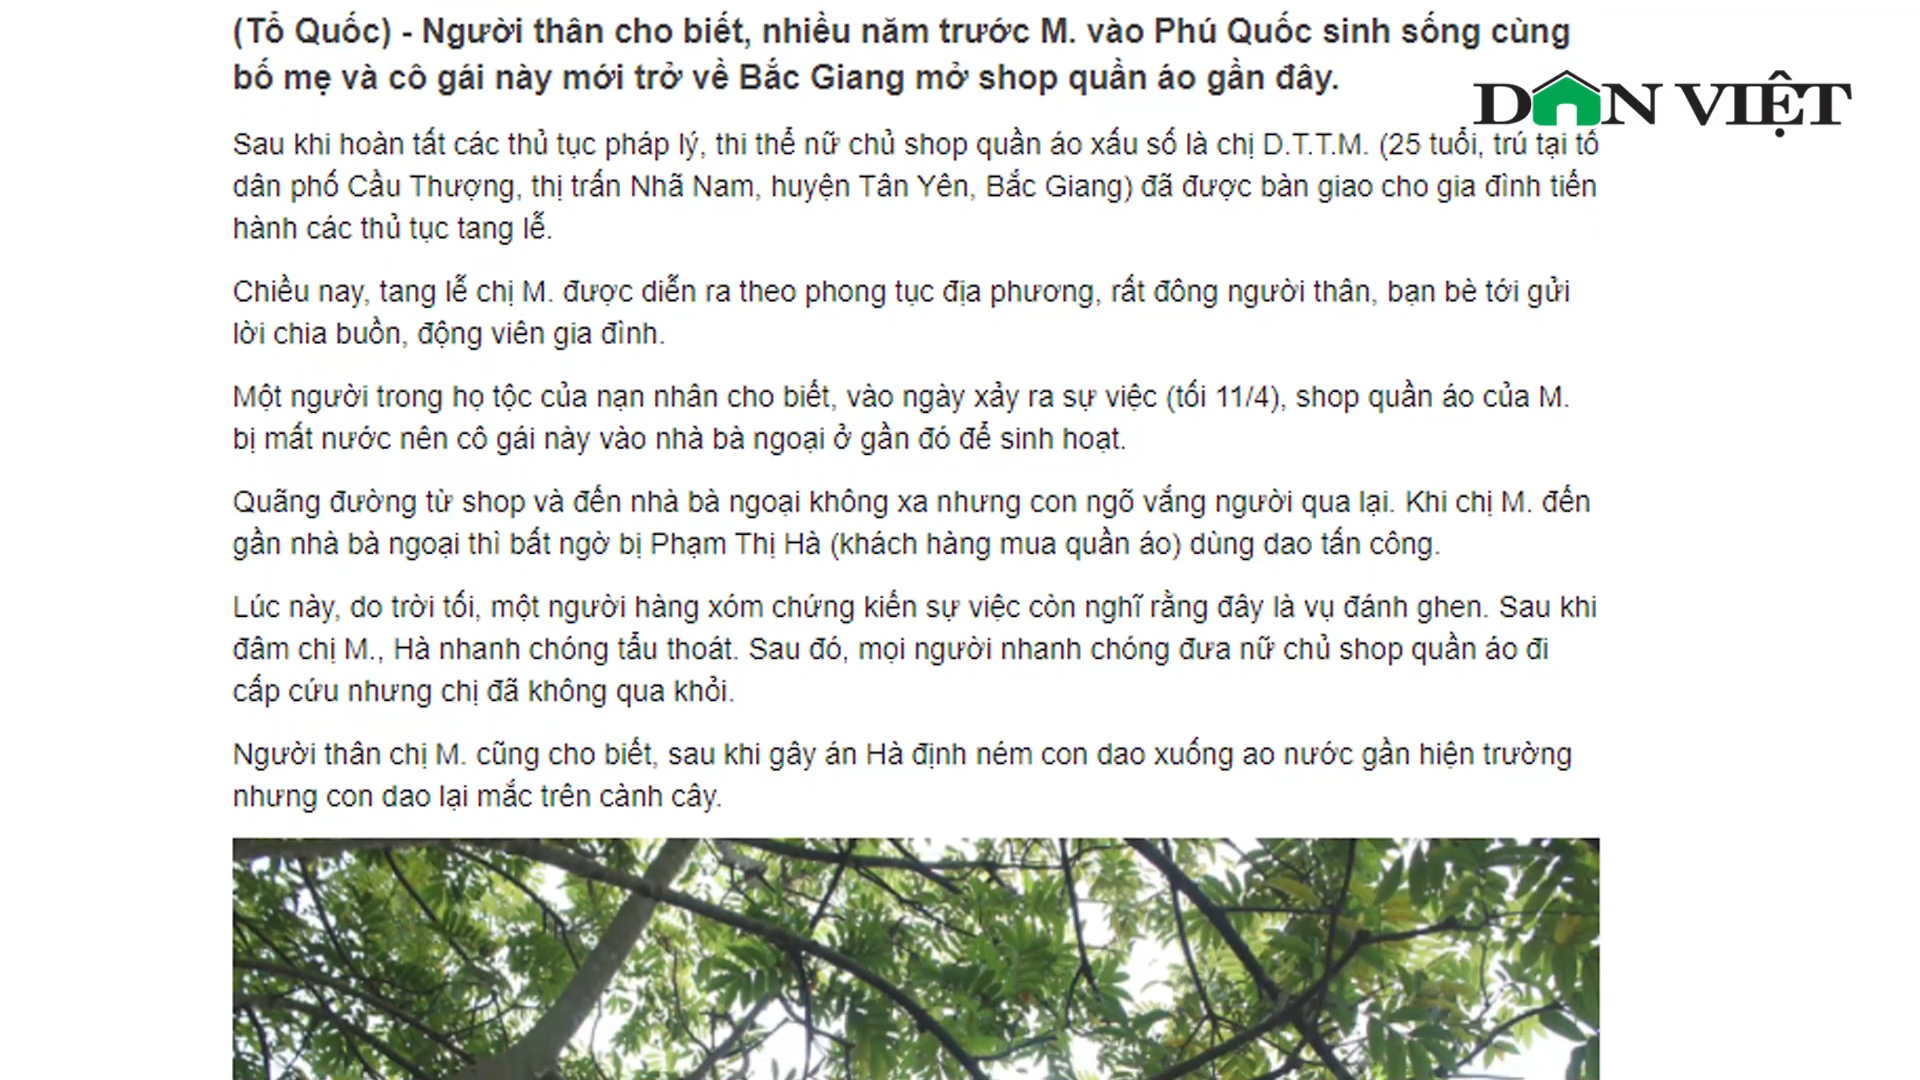 (Tổ Quốc) - Người thân cho biết, nhiều năm trước M. vào Phú Quốc sinh sống cùng
bố mẹ và cô gái này mới trở về Bắc Giang mở shop quần áo gần đây.
DÂN VIỆT
Sau khi hoàn tất các thủ tục pháp lý, thi thể nữ chủ shop quần áo xấu số là chị D.T.T.M. (25 tuổi, trú tại tổ
dân phố Cầu Thượng, thị trấn Nhã Nam, huyện Tân Yên, Bắc Giang) đã được bàn giao cho gia đình tiến
hành các thủ tục tang lễ.
Chiều nay, tang lễ chị M. được diễn ra theo phong tục địa phương, rất đông người thân, bạn bè tới gửi
lời chia buồn, động viên gia đình.
Một người trong họ tộc của nạn nhân cho biết, vào ngày xảy ra sự việc (tối 11/4), shop quần áo của M.
bị mất nước nên cô gái này vào nhà bà ngoại ở gần đó để sinh hoạt.
Quãng đường từ shop và đến nhà bà ngoại không xa nhưng con ngõ vắng người qua lại. Khi chị M. đến
gần nhà bà ngoại thì bất ngờ bị Phạm Thị Hà (khách hàng mua quần áo) dùng dao tấn công.
Lúc này, do trời tối, một người hàng xóm chứng kiến sự việc còn nghĩ rằng đây là vụ đánh ghen. Sau khi
đâm chị M., Hà nhanh chóng tẩu thoát. Sau đó, mọi người nhanh chóng đưa nữ chủ shop quần áo đi
cấp cứu nhưng chị đã không qua khỏi.
Người thân chị M. cũng cho biết, sau khi gây án Hà định ném con dao xuống ao nước gần hiện trường
nhưng con dao lại mắc trên cành cây.